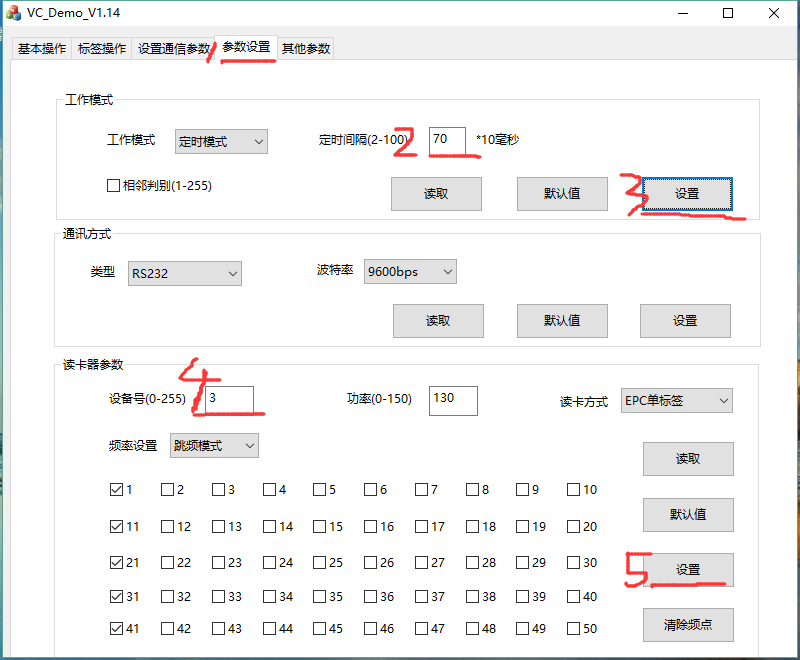 VC_Demo_V1.14
基本操作 标签操作 设置通信参数 1 参数设置 其他参数
工作模式
工作模式 定时模式 定时间隔(2-100) 2 70 *10毫秒
相邻判别(1-255)
读取 默认值 3 设置
通讯方式
类型 RS232 波特率 9600bps
读取 默认值 设置
读卡器参数
4
设备号(0-255) 3 功率(0-150) 130 读卡方式 EPC单标签
频率设置 跳频模式
读取
1 2 3 4 5 6 7 8 9 10
默认值
11 12 13 14 15 16 17 18 19 20
21 22 23 24 25 26 27 28 29 30
5 设置
31 32 33 34 35 36 37 38 39 40
41 42 43 44 45 46 47 48 49 50
清除频点